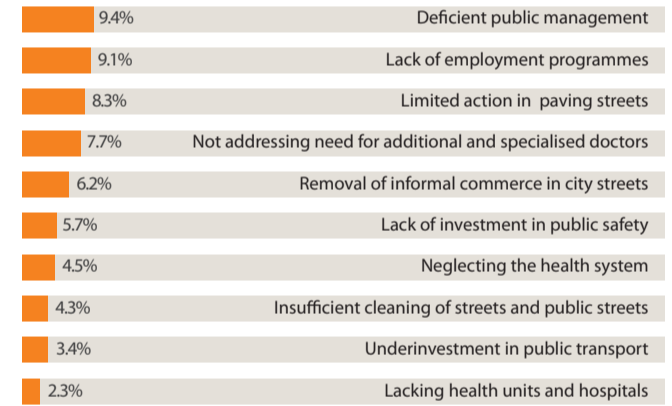 9.4% Deficient public management
9.1% Lack of employment programmes
8.3% Limited action in paving streets
7.7% Not addressing need for additional and specialised doctors
6.2% Removal of informal commerce in city streets
5.7% Lack of investment in public safety
4.5% Neglecting the health system
4.3% Insufficient cleaning of streets and public streets
3.4% Underinvestment in public transport
2.3% Lacking health units and hospitals